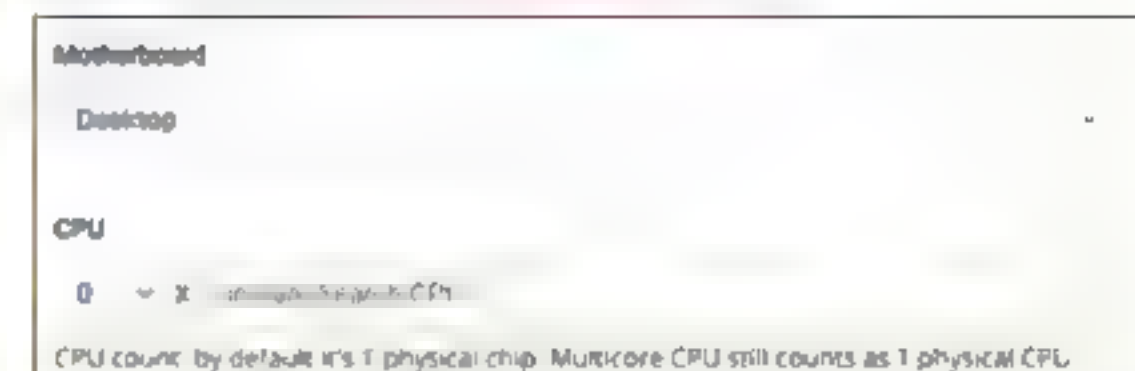 Motherboard
Desktop
CPU
0 x CPU
CPU count by default it's 1 physical chip. Multicore CPU still counts as 1 physical CPU